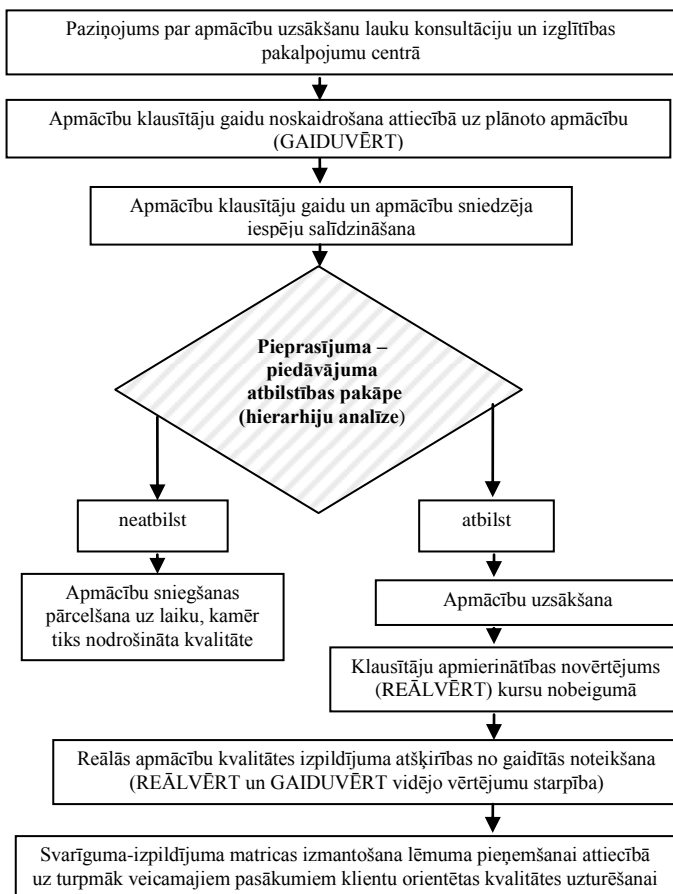 Paziņojums par apmācību uzsākšanu lauku konsultāciju un izglītības
pakalpojumu centrā
Apmācību klausītāju gaidu noskaidrošana attiecībā uz plānoto apmācību
(GAIDUVĒRT)
Apmācību klausītāju gaidu un apmācību sniedzēja
iespēju salīdzināšana
Pieprasījuma –
piedāvājuma
atbilstības pakāpe
(hierarhiju analīze)
neatbilst
atbilst
Apmācību sniegšanas
pārcelšana uz laiku, kamēr
tiks nodrošināta kvalitāte
Apmācību uzsākšana
Klausītāju apmierinātības novērtējums
(REĀLVĒRT) kursu nobeigumā
Reālās apmācību kvalitātes izpildījuma atšķirības no gaidītās noteikšana
(REĀLVĒRT un GAIDUVĒRT vidējo vērtējumu starpība)
Svarīguma-izpildījuma matricas izmantošana lēmuma pieņemšanai attiecībā
uz turpmāk veicamajiem pasākumiem klientu orientētas kvalitātes uzturēšanai